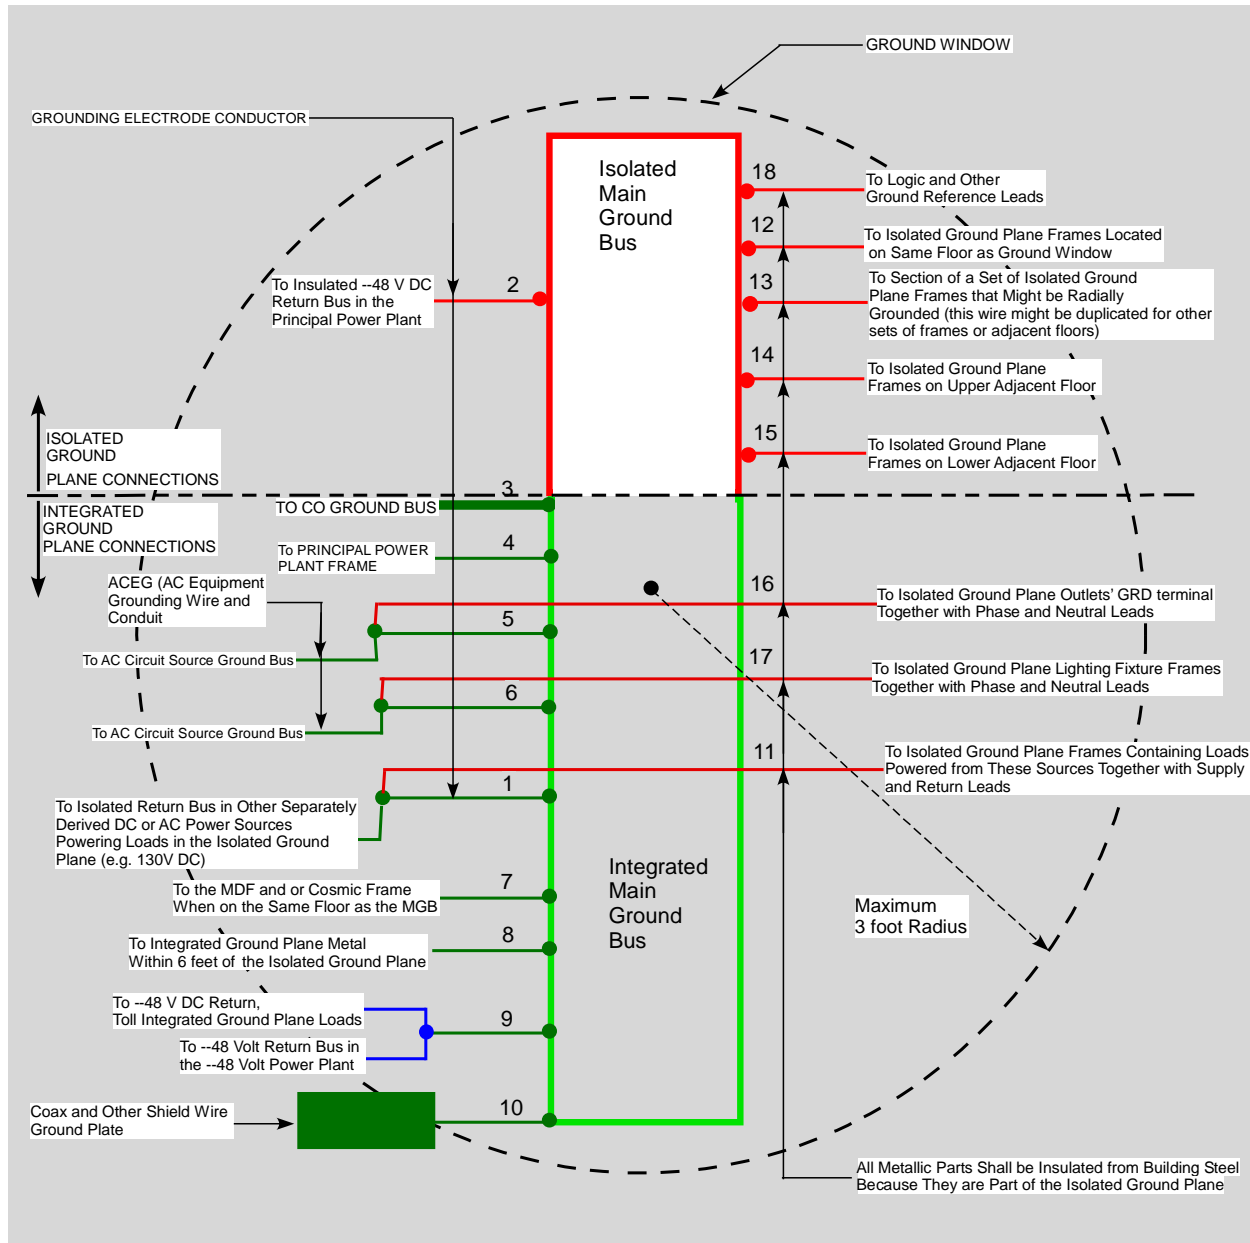 GROUND WINDOW
GROUNDING ELECTRODE CONDUCTOR
Isolated
Main
Ground
Bus
18
To Logic and Other
Ground Reference Leads
12
To Isolated Ground Plane Frames Located
on Same Floor as Ground Window
2
To Insulated --48 V DC
Return Bus in the
Principal Power Plant
13
To Section of a Set of Isolated Ground
Plane Frames that Might be Radially
Grounded (this wire might be duplicated for other
sets of frames or adjacent floors)
14
To Isolated Ground Plane
Frames on Upper Adjacent Floor
15
To Isolated Ground Plane
Frames on Lower Adjacent Floor
ISOLATED
GROUND
PLANE CONNECTIONS
INTEGRATED
GROUND
PLANE CONNECTIONS
3
TO CO GROUND BUS
4
To PRINCIPAL POWER
PLANT FRAME
ACEG (AC Equipment
Grounding Wire and
Conduit
16
To Isolated Ground Plane Outlets' GRD terminal
Together with Phase and Neutral Leads
5
To AC Circuit Source Ground Bus
17
To Isolated Ground Plane Lighting Fixture Frames
Together with Phase and Neutral Leads
6
To AC Circuit Source Ground Bus
11
To Isolated Ground Plane Frames Containing Loads
Powered from These Sources Together with Supply
and Return Leads
1
To Isolated Return Bus in Other Separately
Derived DC or AC Power Sources
Powering Loads in the Isolated Ground
Plane (e.g. 130V DC)
Integrated
Main
Ground
Bus
7
To the MDF and or Cosmic Frame
When on the Same Floor as the MGB
Maximum
3 foot Radius
8
To Integrated Ground Plane Metal
Within 6 feet of the Isolated Ground Plane
To --48 V DC Return,
Toll Integrated Ground Plane Loads
9
To --48 Volt Return Bus in
the --48 Volt Power Plant
10
Coax and Other Shield Wire
Ground Plate
All Metallic Parts Shall be Insulated from Building Steel
Because They are Part of the Isolated Ground Plane